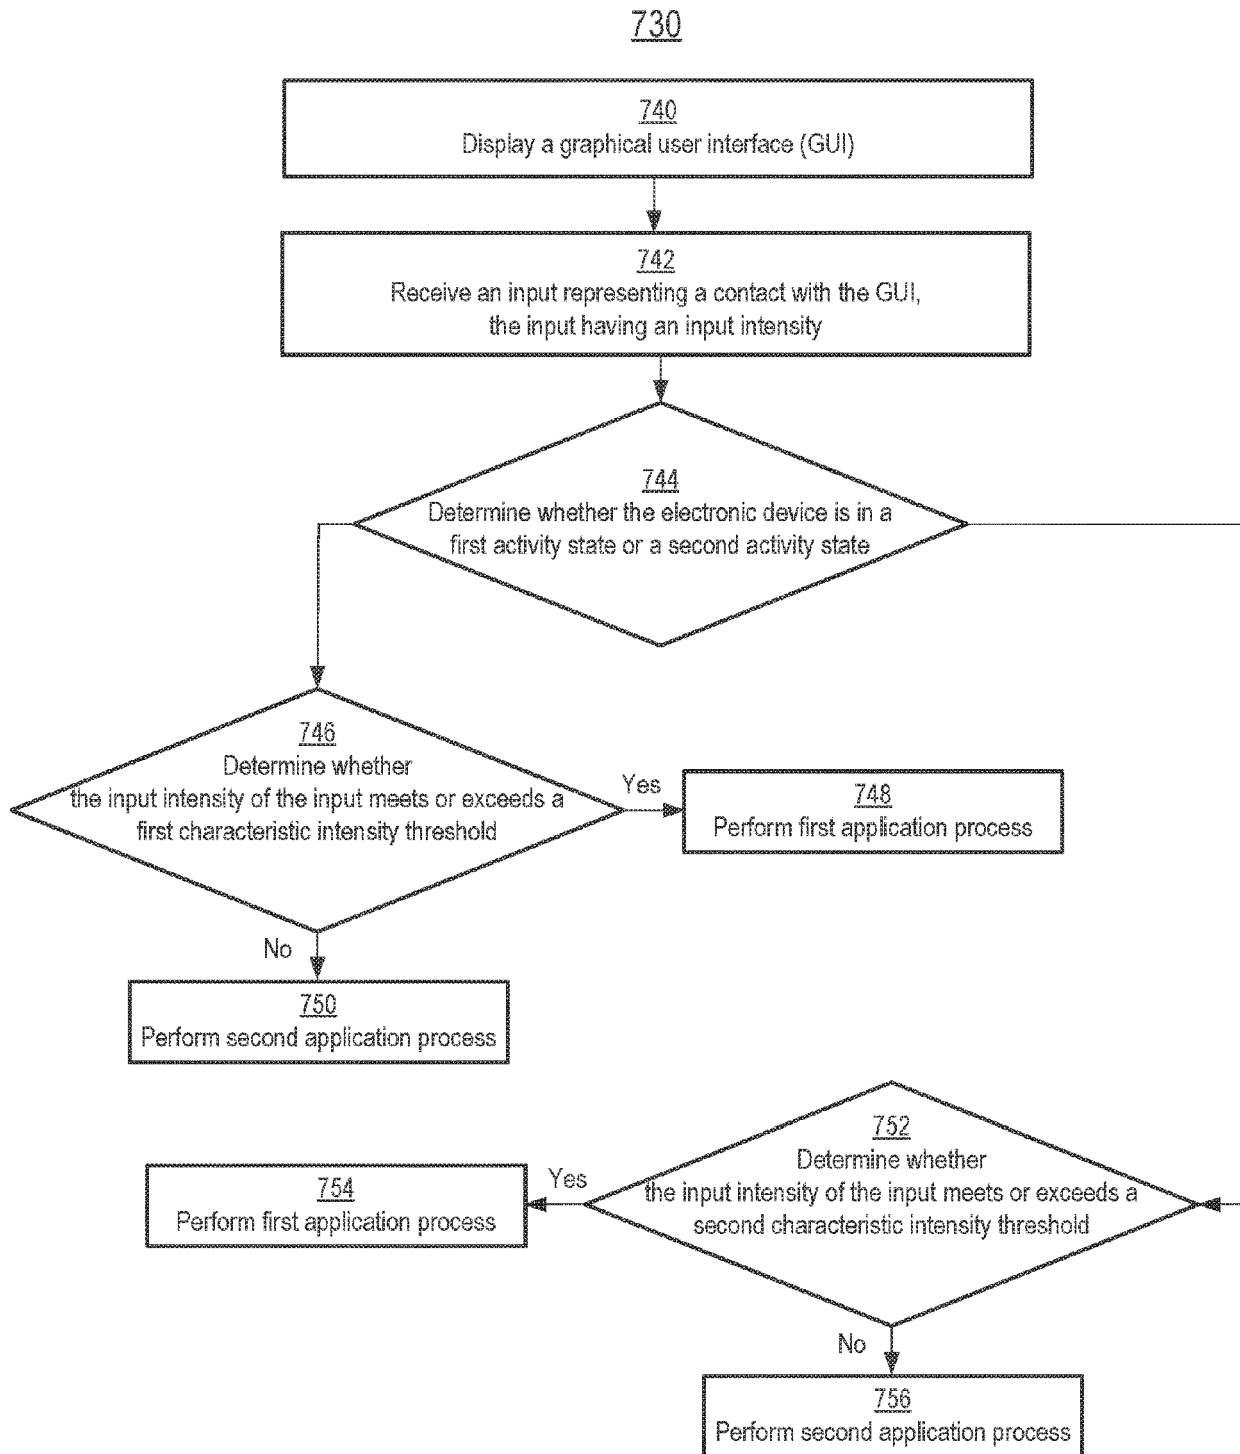 730
740
Display a graphical user interface (GUI)
742
Receive an input representing a contact with the GUI,
the input having an input intensity
744
Determine whether the electronic device is in a
first activity state or a second activity state
746
Determine whether
the input intensity of the input meets or exceeds a
first characteristic intensity threshold
Yes
748
Perform first application process
No
750
Perform second application process
752
Determine whether
the input intensity of the input meets or exceeds a
second characteristic intensity threshold
Yes
754
Perform first application process
No
756
Perform second application process